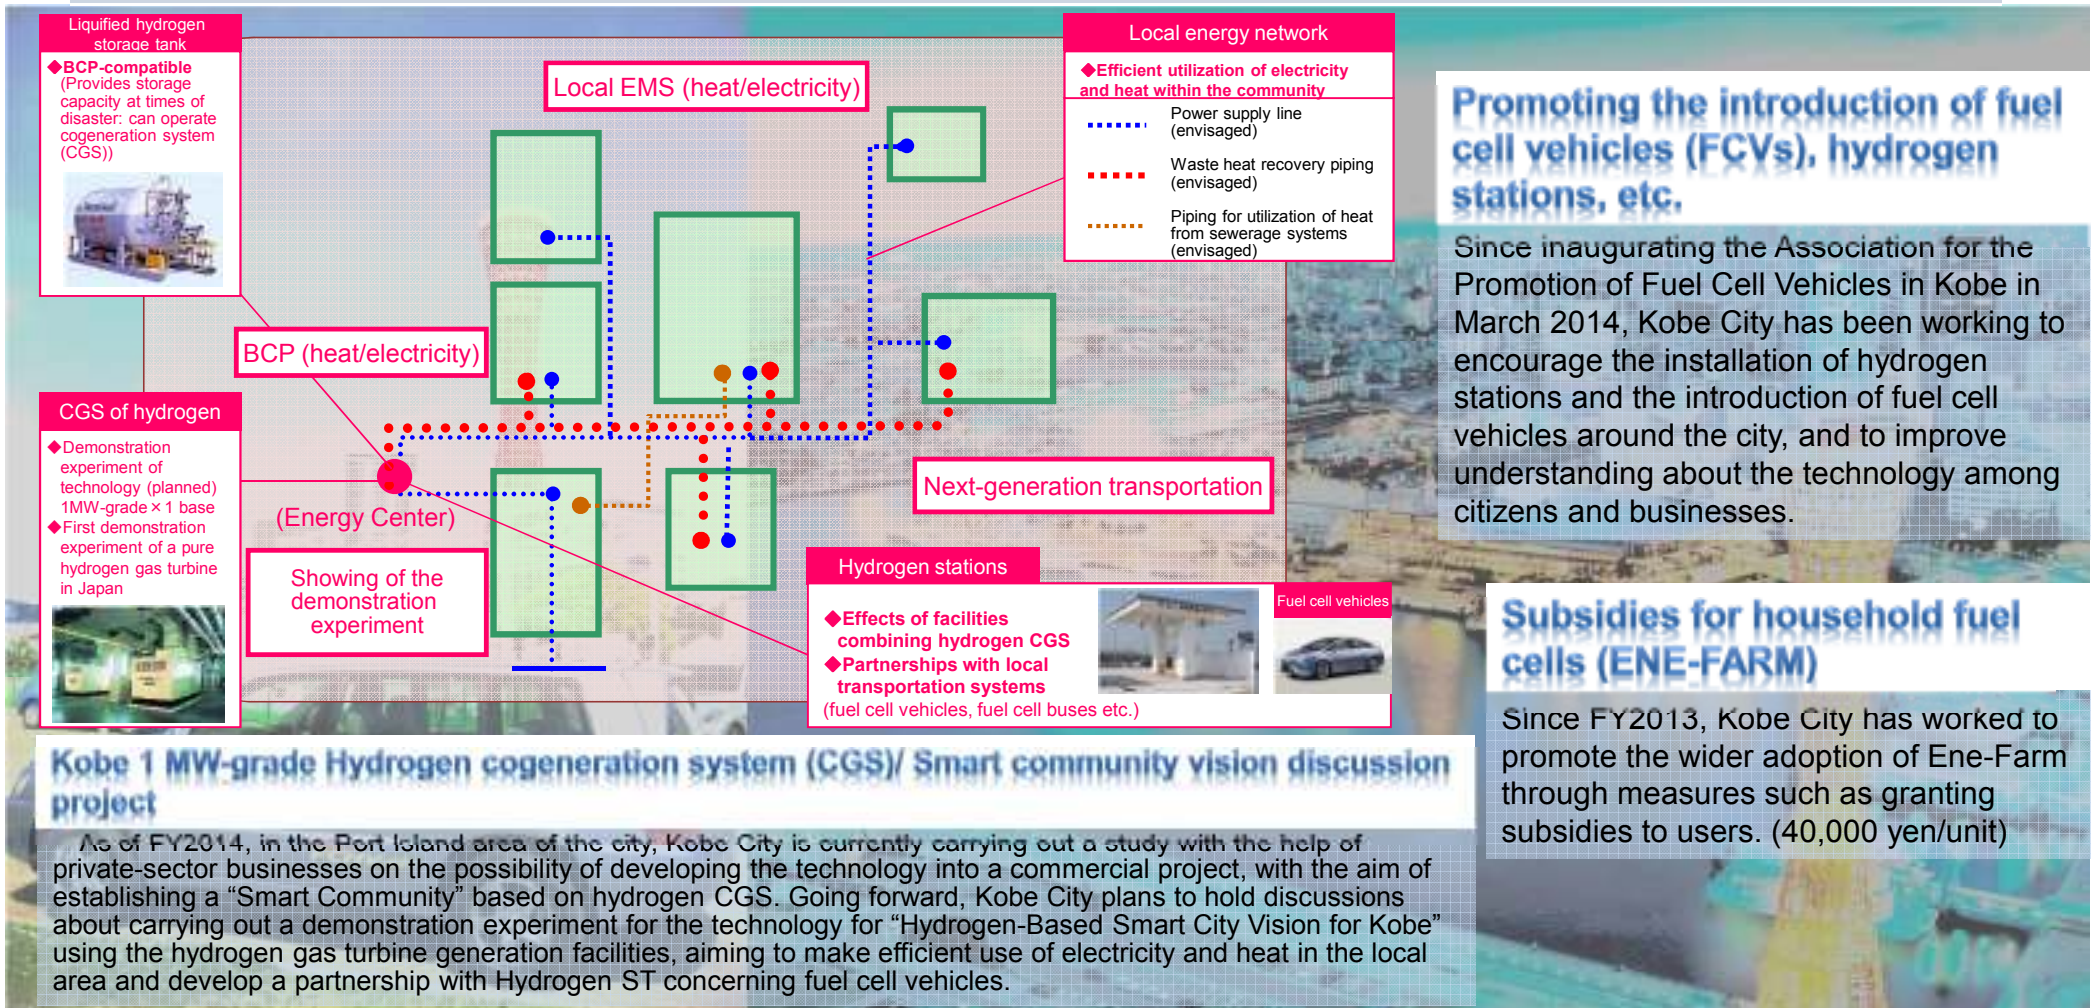 Liquified hydrogen
storage tank
◆BCP-compatible
(Provides storage
capacity at times of
disaster: can operate
cogeneration system
(CGS))
Local EMS (heat/electricity)
Local energy network
◆Efficient utilization of electricity
and heat within the community
Power supply line
(envisaged)
Waste heat recovery piping
(envisaged)
Piping for utilization of heat
from sewerage systems
(envisaged)
BCP (heat/electricity)
CGS of hydrogen
◆Demonstration
experiment of
technology (planned)
1MW-grade×1 base
◆First demonstration
experiment of a pure
hydrogen gas turbine
in Japan
(Energy Center)
Showing of the
demonstration
experiment
Next-generation transportation
Hydrogen stations
◆Effects of facilities
combining hydrogen CGS
◆Partnerships with local
transportation systems
(fuel cell vehicles, fuel cell buses etc.)
Fuel cell vehicles
Promoting the introduction of fuel
cell vehicles (FCVs), hydrogen
stations, etc.
Since inaugurating the Association for the
Promotion of Fuel Cell Vehicles in Kobe in
March 2014, Kobe City has been working to
encourage the installation of hydrogen
stations and the introduction of fuel cell
vehicles around the city, and to improve
understanding about the technology among
citizens and businesses.
Subsidies for household fuel
cells (ENE-FARM)
Since FY2013, Kobe City has worked to
promote the wider adoption of Ene-Farm
through measures such as granting
subsidies to users. (40,000 yen/unit)
Kobe 1 MW-grade Hydrogen cogeneration system (CGS)/ Smart community vision discussion
project
As of FY2014, in the Port Island area of the city, Kobe City is currently carrying out a study with the help of
private-sector businesses on the possibility of developing the technology into a commercial project, with the aim of
establishing a “Smart Community” based on hydrogen CGS. Going forward, Kobe City plans to hold discussions
about carrying out a demonstration experiment for the technology for “Hydrogen-Based Smart City Vision for Kobe”
using the hydrogen gas turbine generation facilities, aiming to make efficient use of electricity and heat in the local
area and develop a partnership with Hydrogen ST concerning fuel cell vehicles.